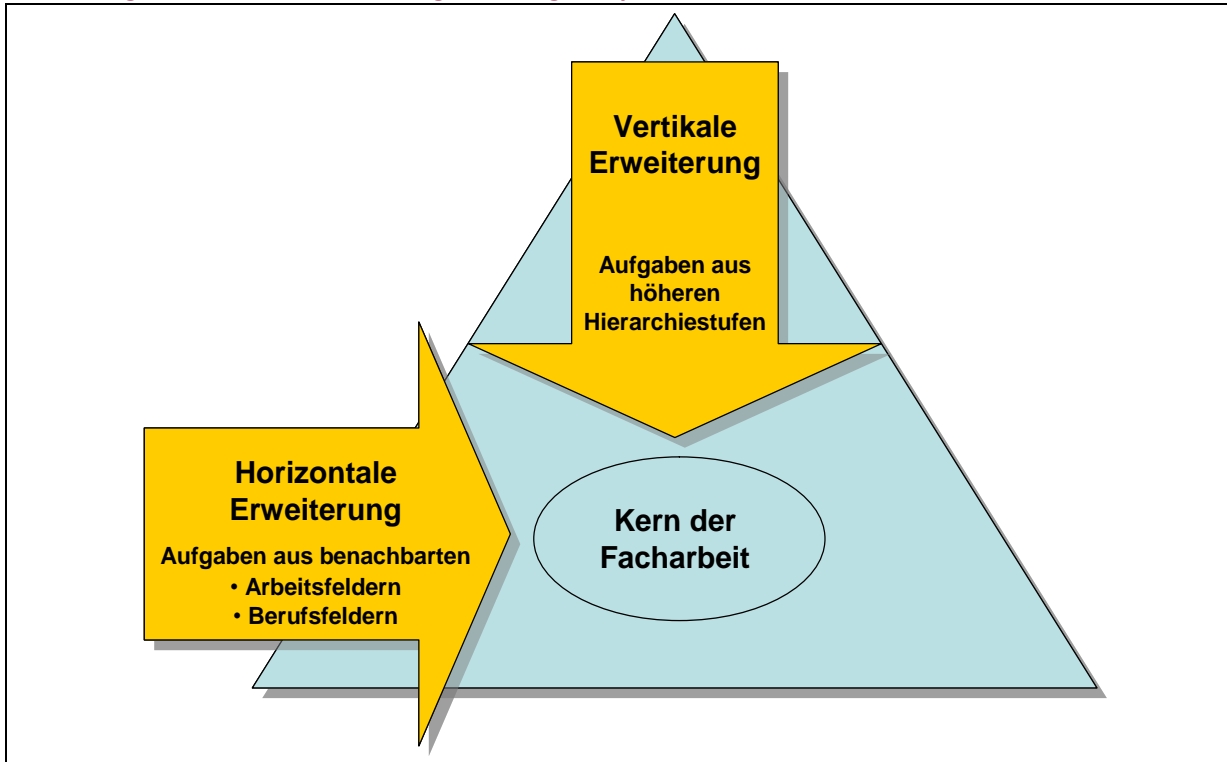 Vertikale
Erweiterung
Aufgaben aus
höheren
Hierarchiestufen
Horizontale
Erweiterung
Aufgaben aus benachbarten
• Arbeitsfeldern
• Berufsfeldern
Kern der
Facharbeit